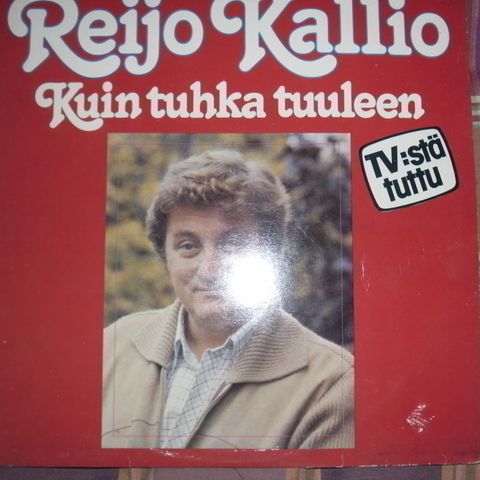 Reijo Kallio
Kuin tuhka tuuleen
TV:stä
tuttu